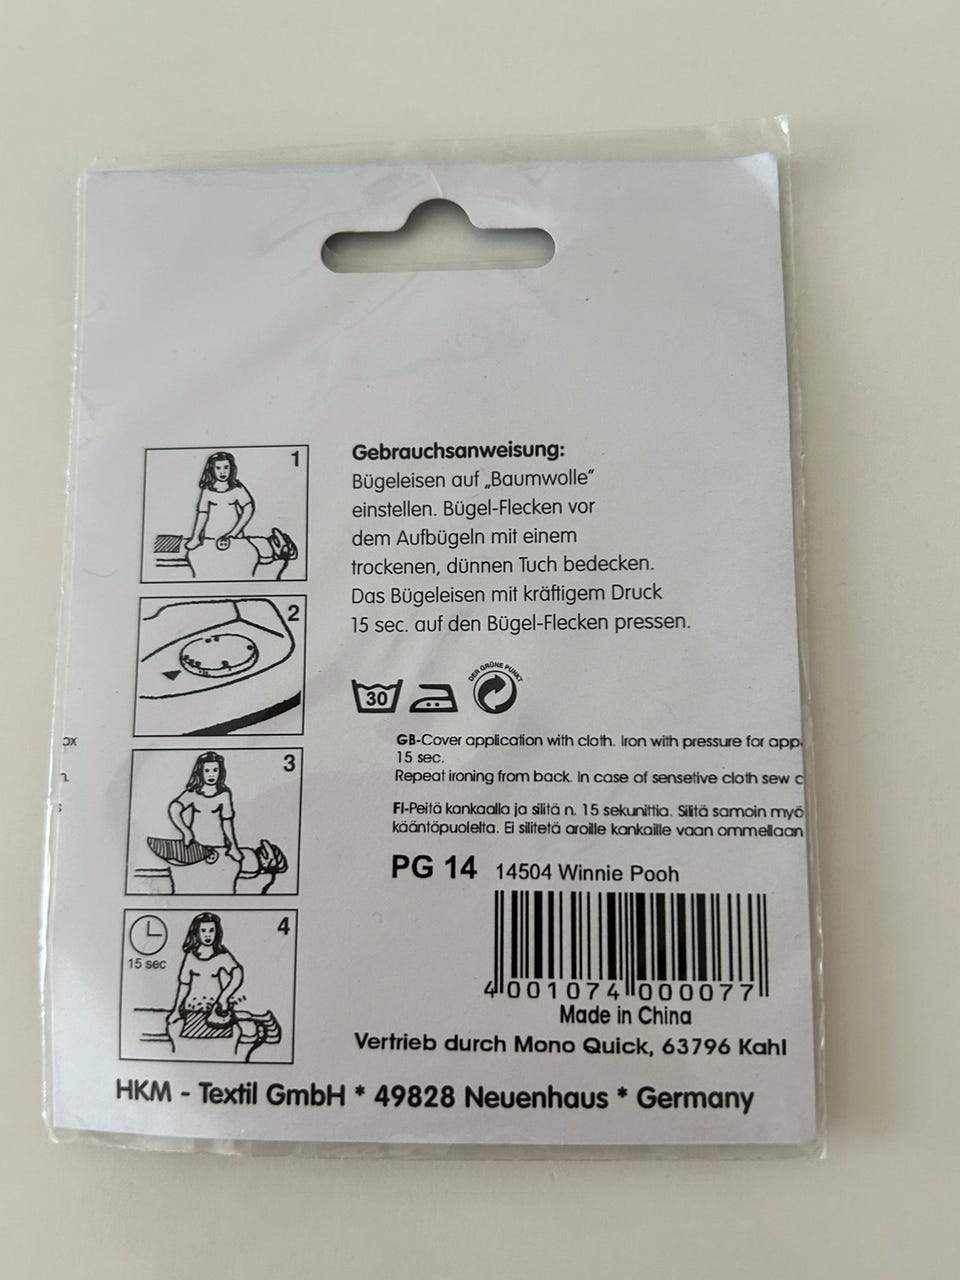 1
2
3
4
15 sec
Gebrauchsanweisung:
Bügeleisen auf „Baumwolle“
einstellen. Bügel-Flecken vor
dem Aufbügeln mit einem
trockenen, dünnen Tuch bedecken.
Das Bügeleisen mit kräftigem Druck
15 sec. auf den Bügel-Flecken pressen.
30
DER GRÜNE PUNKT
GB-Cover application with cloth. Iron with pressure for app
15 sec.
Repeat ironing from back. In case of sensetive cloth sew
FI-Peitä kankaalla ja silitä n. 15 sekunittia. Silitä samoin myö
kääntöpuolelta. Ei silitetä aroille kankaille vaan ommellaan
PG 14 14504 Winnie Pooh
4 001074 000077
Made in China
Vertrieb durch Mono Quick, 63796 Kahl
HKM - Textil GmbH * 49828 Neuenhaus * Germany